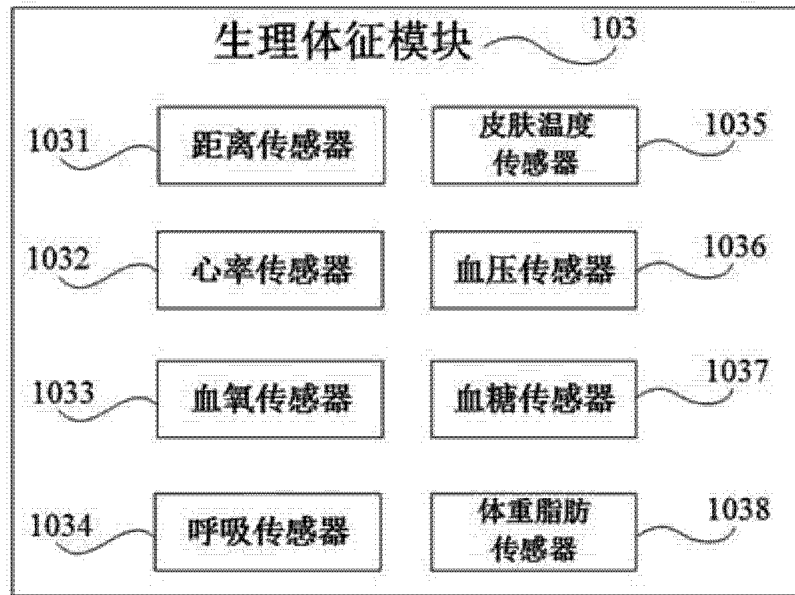 生理体征模块 103
1031 距离传感器
皮肤温度
传感器
1035
1032 心率传感器
血压传感器 1036
1033 血氧传感器
血糖传感器 1037
1034 呼吸传感器
体重脂肪
传感器
1038